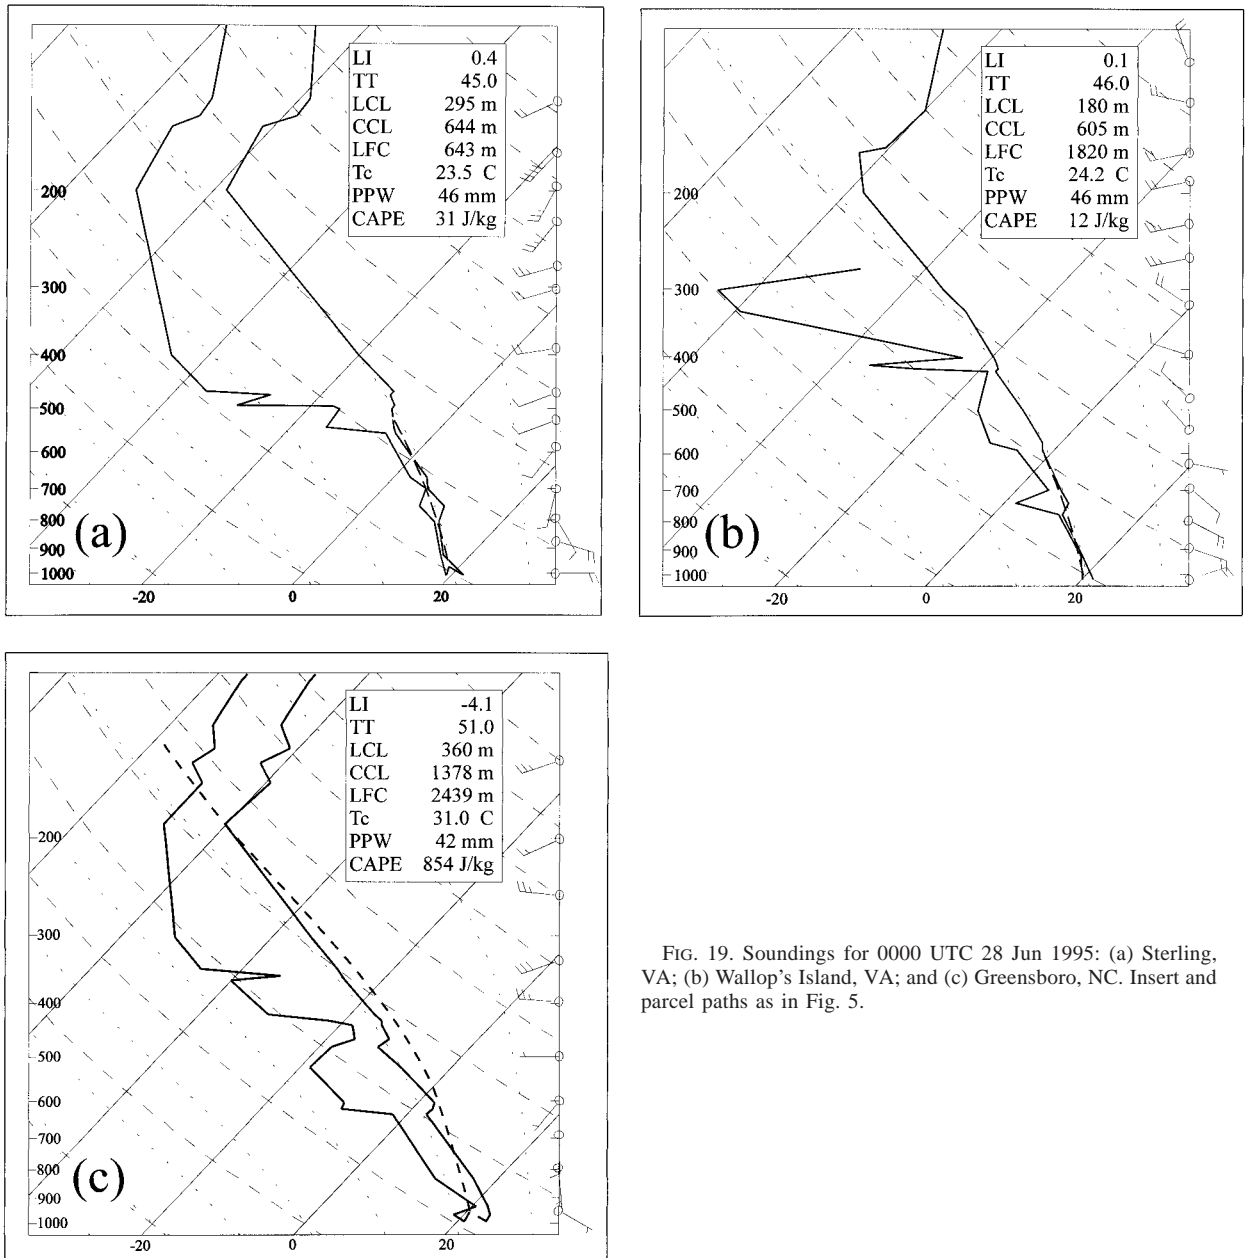 LI 0.4
TT 45.0
LCL 295 m
CCL 644 m
LFC 643 m
Tc 23.5 C
PPW 46 mm
CAPE 31 J/kg
200
300
400
500
600
700
800
900
1000
(a)
-20 0 20
LI 0.1
TT 46.0
LCL 180 m
CCL 605 m
LFC 1820 m
Tc 24.2 C
PPW 46 mm
CAPE 12 J/kg
200
300
400
500
600
700
800
900
1000
(b)
-20 0 20
LI -4.1
TT 51.0
LCL 360 m
CCL 1378 m
LFC 2439 m
Tc 31.0 C
PPW 42 mm
CAPE 854 J/kg
200
300
400
500
600
700
800
900
1000
(c)
-20 0 20
FIG. 19. Soundings for 0000 UTC 28 Jun 1995: (a) Sterling,
VA; (b) Wallop's Island, VA; and (c) Greensboro, NC. Insert and
parcel paths as in Fig. 5.